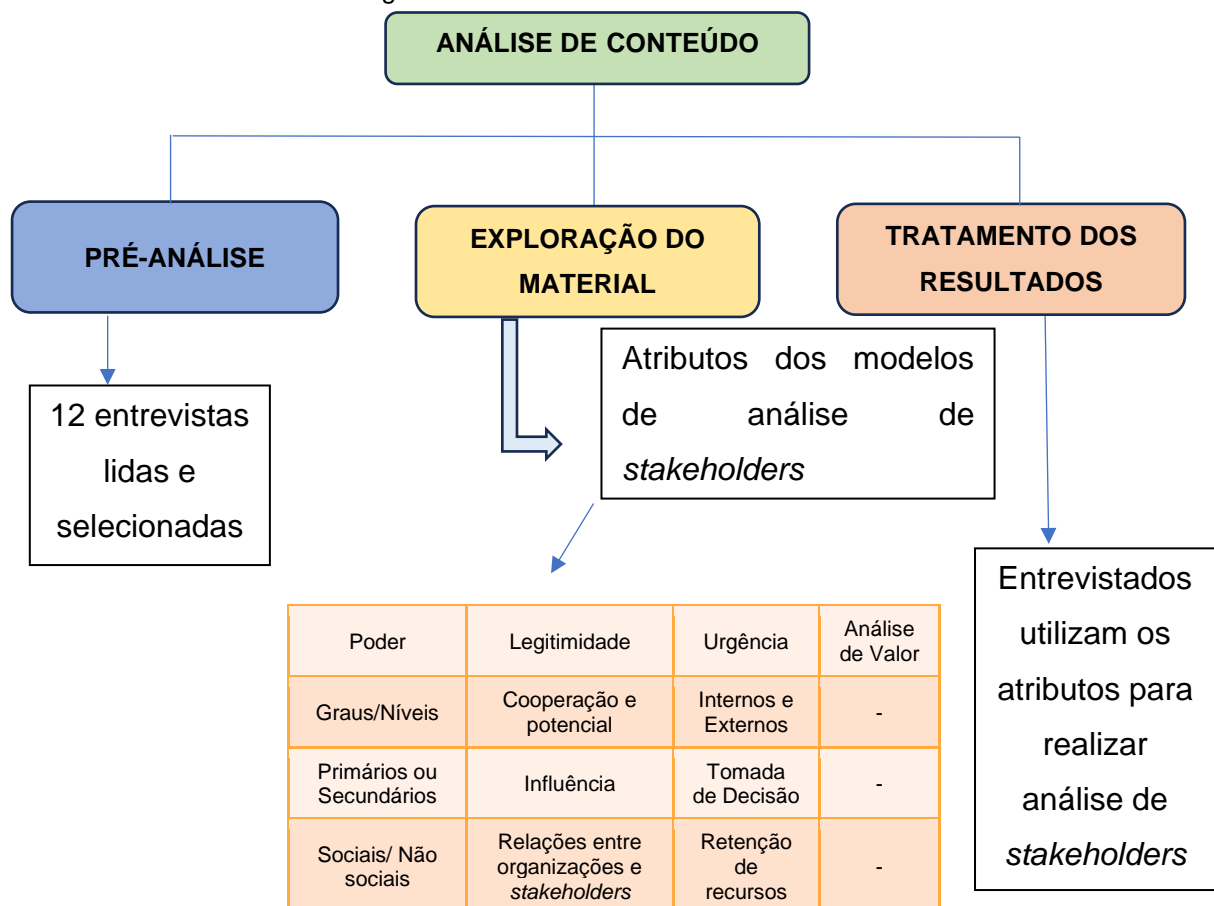 ANÁLISE DE CONTEÚDO
PRÉ-ANÁLISE
EXPLORAÇÃO DO
MATERIAL
TRATAMENTO DOS
RESULTADOS
12 entrevistas
lidas e
selecionadas
Atributos dos modelos
de análise de
stakeholders
Poder Legitimidade Urgência Análise
de Valor
Graus/Níveis Cooperação e
potencial Internos e
Externos -
Primários ou
Secundários Influência Tomada
de Decisão -
Sociais/ Não
sociais Relações entre
organizações e
stakeholders Retenção
de
recursos -
Entrevistados
utilizam os
atributos para
realizar
análise de
stakeholders